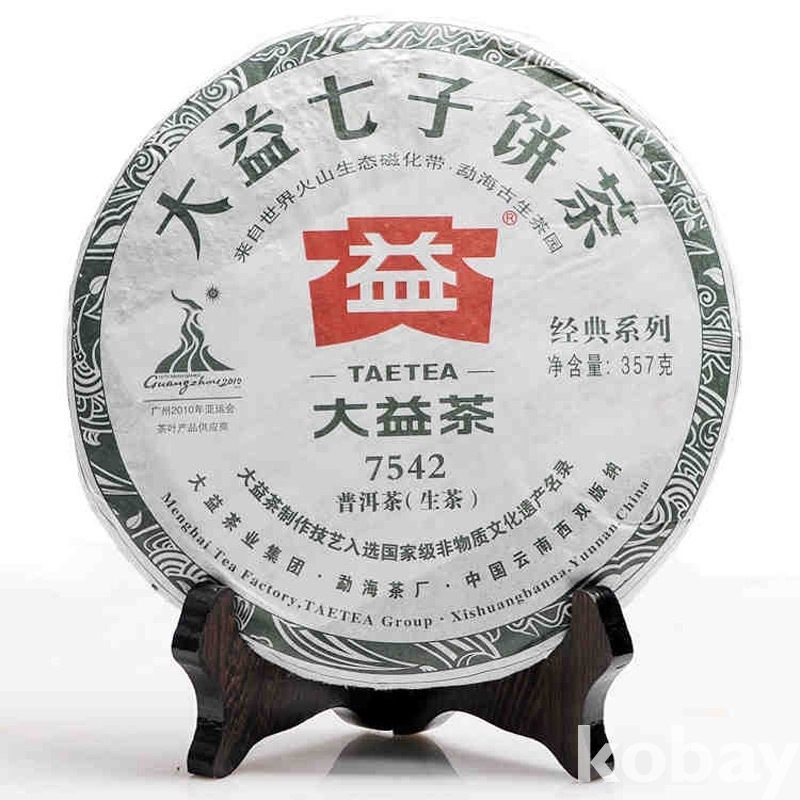 大益七子饼茶
来自世界火山生态磁化带·勐海古生茶园
益
®
TAETEA
大益茶
7542
普洱茶(生茶)
经典系列
净含量: 357克
Guangzhou 2010
广州2010年亚运会
茶叶产品供应商
大益茶制作技艺入选国家级非物质文化遗产名录
大益茶业集团·勐海茶厂·中国云南西双版纳
Menghai Tea Factory,TAETEA Group·Xishuangbanna Yunnan China
kobay